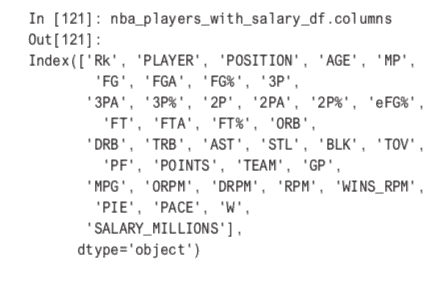 In [121]: nba_players_with_salary_df.columns
Out[121]:
Index(['Rk', 'PLAYER', 'POSITION', 'AGE', 'MP',
'FG', 'FGA', 'FG%', '3P',
'3PA', '3P%', '2P', '2PA', '2P%', 'eFG%',
'FT', 'FTA', 'FT%', 'ORB',
'DRB', 'TRB', 'AST', 'STL', 'BLK', 'TOV',
'PF', 'POINTS', 'TEAM', 'GP',
'MPG', 'ORPM', 'DRPM', 'RPM', 'WINS_RPM',
'PIE', 'PACE', 'W',
'SALARY_MILLIONS'],
dtype='object')